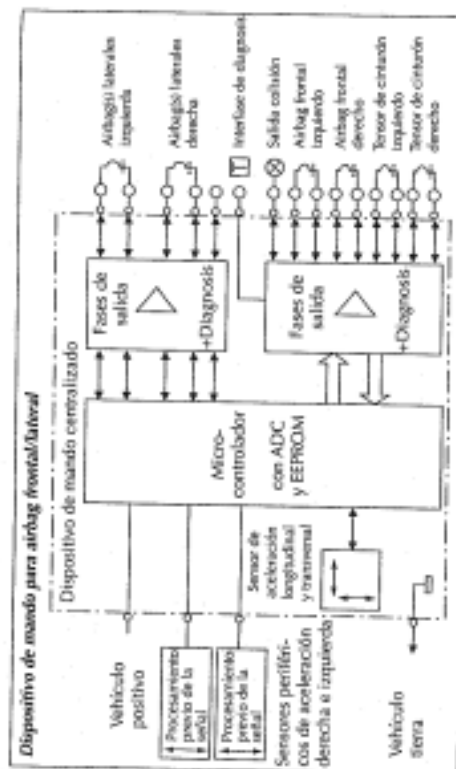 Dispositivo de mando para airbag frontal/lateral
Dispositivo de mando centralizado
Vehículo
positivo
Procesamiento
previo de la
señal
Procesamiento
previo de la
señal
Sensores periféri-
cos de aceleración
derecha e izquierda
Vehículo
tierra
Sensor de
aceleración
longitudinal
y transversal
Micro-
controlador
con ADC
y EEPROM
Fases de
salida
+Diagnosis
Fases de
salida
+Diagnosis
Airbag(s) laterales
izquierda
Airbag(s) laterales
derecha
Interfase de diagnosis
Salida colisión
Airbag frontal
izquierdo
Airbag frontal
derecho
Tensor de cinturón
izquierdo
Tensor de cinturón
derecho